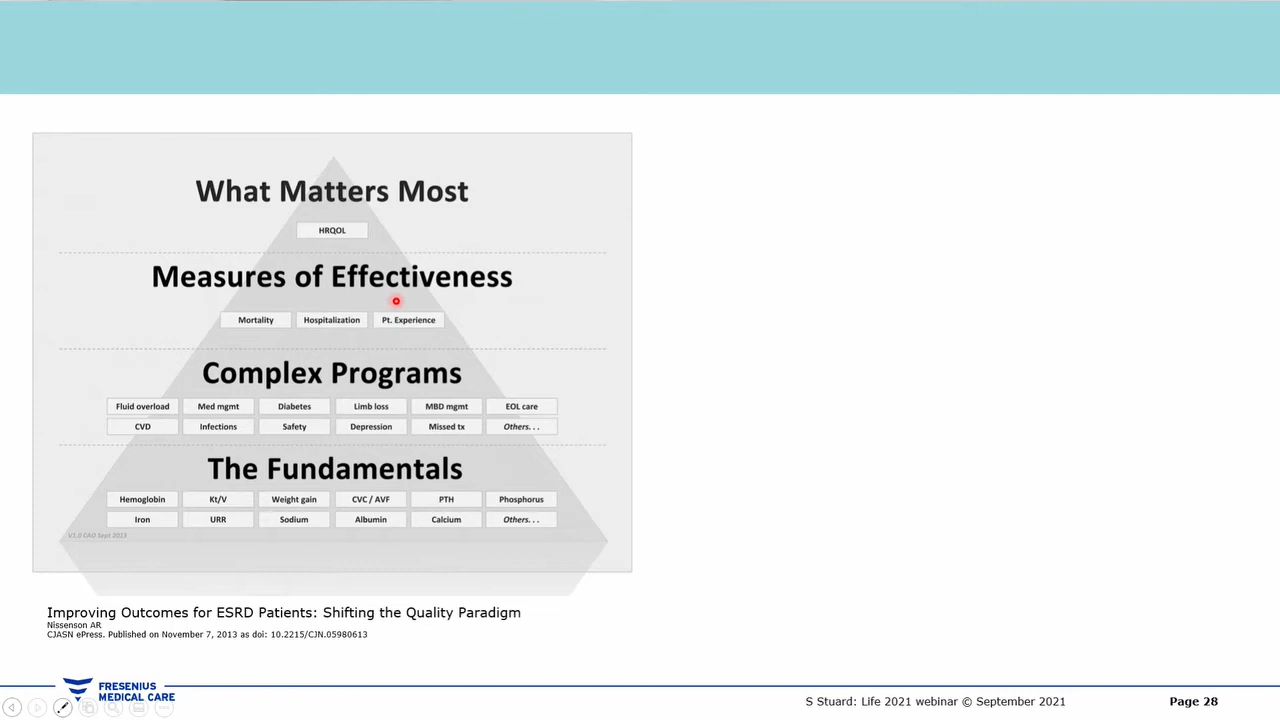 What Matters Most
HRQOL
Measures of Effectiveness
Mortality Hospitalization Pt. Experience
Complex Programs
Fluid overload Med mgmt Diabetes Limb loss MBD mgmt EOL care
CVD Infections Safety Depression Missed tx Others. . .
The Fundamentals
Hemoglobin Kt/V Weight gain CVC / AVF PTH Phosphorus
Iron URR Sodium Albumin Calcium Others. . .
V1.0 CAO Sept 2013
Improving Outcomes for ESRD Patients: Shifting the Quality Paradigm
Nissenson AR
CJASN ePress. Published on November 7, 2013 as doi: 10.2215/CJN.05980613
FRESENIUS
MEDICAL CARE
S Stuard: Life 2021 webinar © September 2021 Page 28